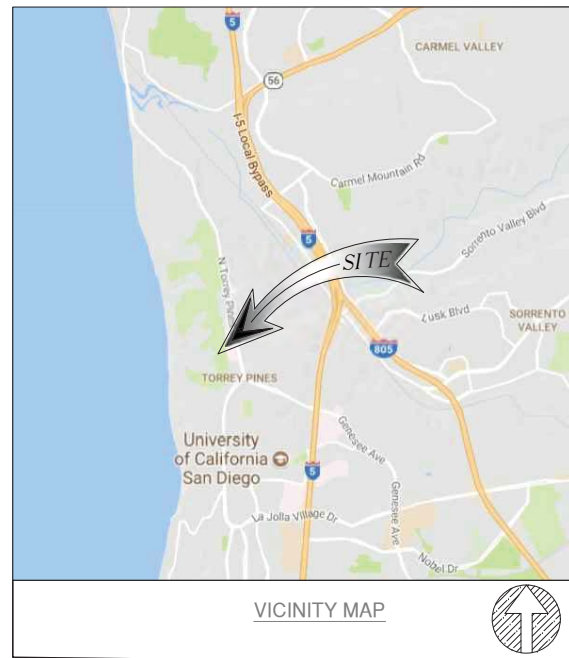 5
CARMEL VALLEY
56
I-5 Local Bypass
Carmel Mountain Rd
5
SITE
Sorrento Valley Blvd
N Torrey Pines
Lusk Blvd
SORRENTO
VALLEY
805
TORREY PINES
University
of California
San Diego
Genesee Ave
5
Genesee Ave.
La Jolla Village Dr
Nobel Dr
VICINITY MAP